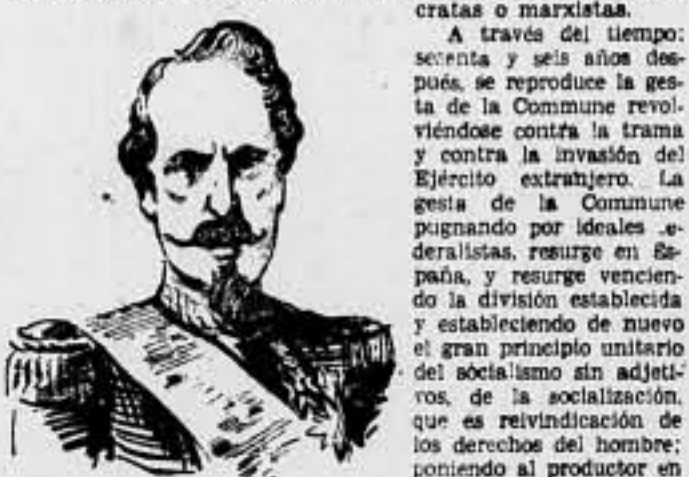 cratas o marxistas.
A través del tiempo:
setenta y seis años des-
pués, se reproduce la ges-
ta de la Commune revol-
viéndose contra la trama
y contra la invasión del
Ejército extranjero. La
gesta de la Commune
pugnando por ideales .e-
deralistas, resurge en Es-
paña, y resurge vencien-
do la división establecida
y estableciendo de nuevo
el gran principio unitario
del socialismo sin adjeti-
vos, de la socialización,
que es reivindicación de
los derechos del hombre;
poniendo al productor en